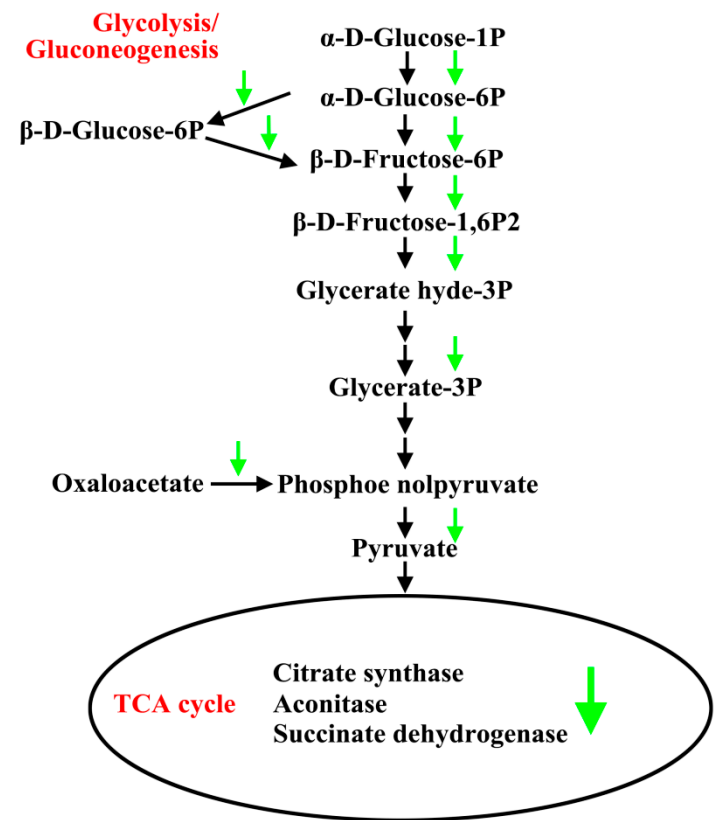 Glycolysis/
Gluconeogenesis
α-D-Glucose-1P
α-D-Glucose-6P
β-D-Glucose-6P
β-D-Fructose-6P
β-D-Fructose-1,6P2
Glycerate hyde-3P
Glycerate-3P
Oxaloacetate
Phosphoe nolpyruvate
Pyruvate
TCA cycle
Citrate synthase
Aconitase
Succinate dehydrogenase